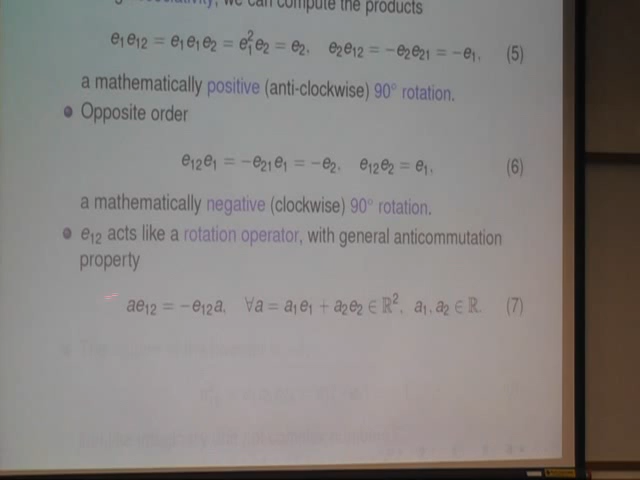 we can compute the products
e₁e₁₂ = e₁e₁e₂ = e₁²e₂ = e₂, e₂e₁₂ = −e₂e₂₁ = −e₁, (5)
a mathematically positive (anti-clockwise) 90° rotation.
Opposite order
e₁₂e₁ = −e₂₁e₁ = −e₂, e₁₂e₂ = e₁, (6)
a mathematically negative (clockwise) 90° rotation.
e₁₂ acts like a rotation operator, with general anticommutation
property
ae₁₂ = −e₁₂a, ∀a = a₁e₁ + a₂e₂ ∈ ℝ², a₁, a₂ ∈ ℝ. (7)